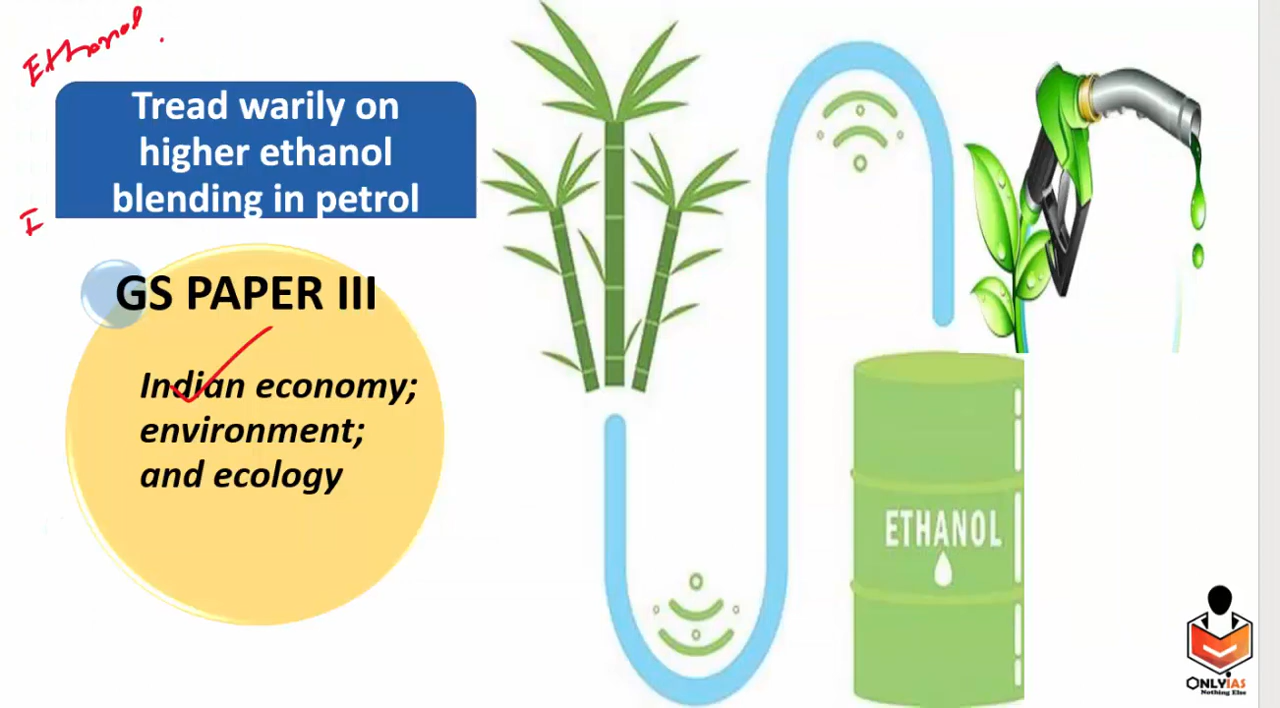 Ethanol
Tread warily on
higher ethanol
blending in petrol
I
GS PAPER III
Indian economy;
environment;
and ecology
ETHANOL
ONLYIAS
Nothing Else